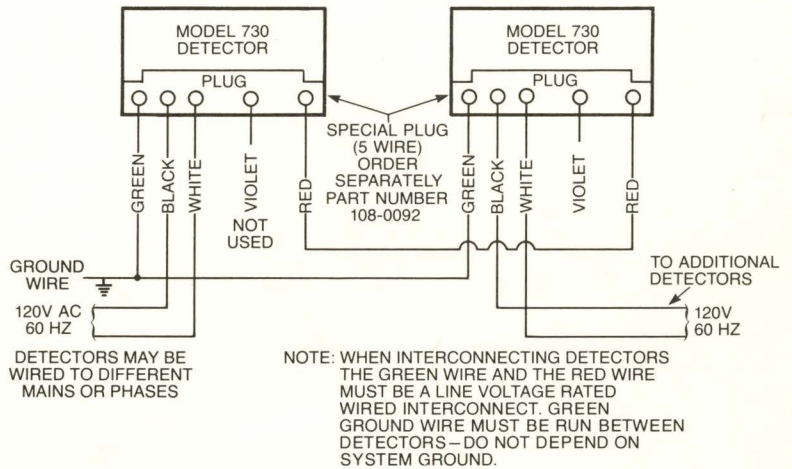 MODEL 730
DETECTOR
PLUG
GREEN
BLACK
WHITE
VIOLET
NOT
USED
RED
SPECIAL PLUG
(5 WIRE)
ORDER
SEPARATELY
PART NUMBER
108-0092
MODEL 730
DETECTOR
PLUG
GREEN
BLACK
WHITE
VIOLET
RED
GROUND
WIRE
120V AC
60 HZ
DETECTORS MAY BE
WIRED TO DIFFERENT
MAINS OR PHASES
TO ADDITIONAL
DETECTORS
120V
60 HZ
NOTE: WHEN INTERCONNECTING DETECTORS
THE GREEN WIRE AND THE RED WIRE
MUST BE A LINE VOLTAGE RATED
WIRED INTERCONNECT. GREEN
GROUND WIRE MUST BE RUN BETWEEN
DETECTORS—DO NOT DEPEND ON
SYSTEM GROUND.